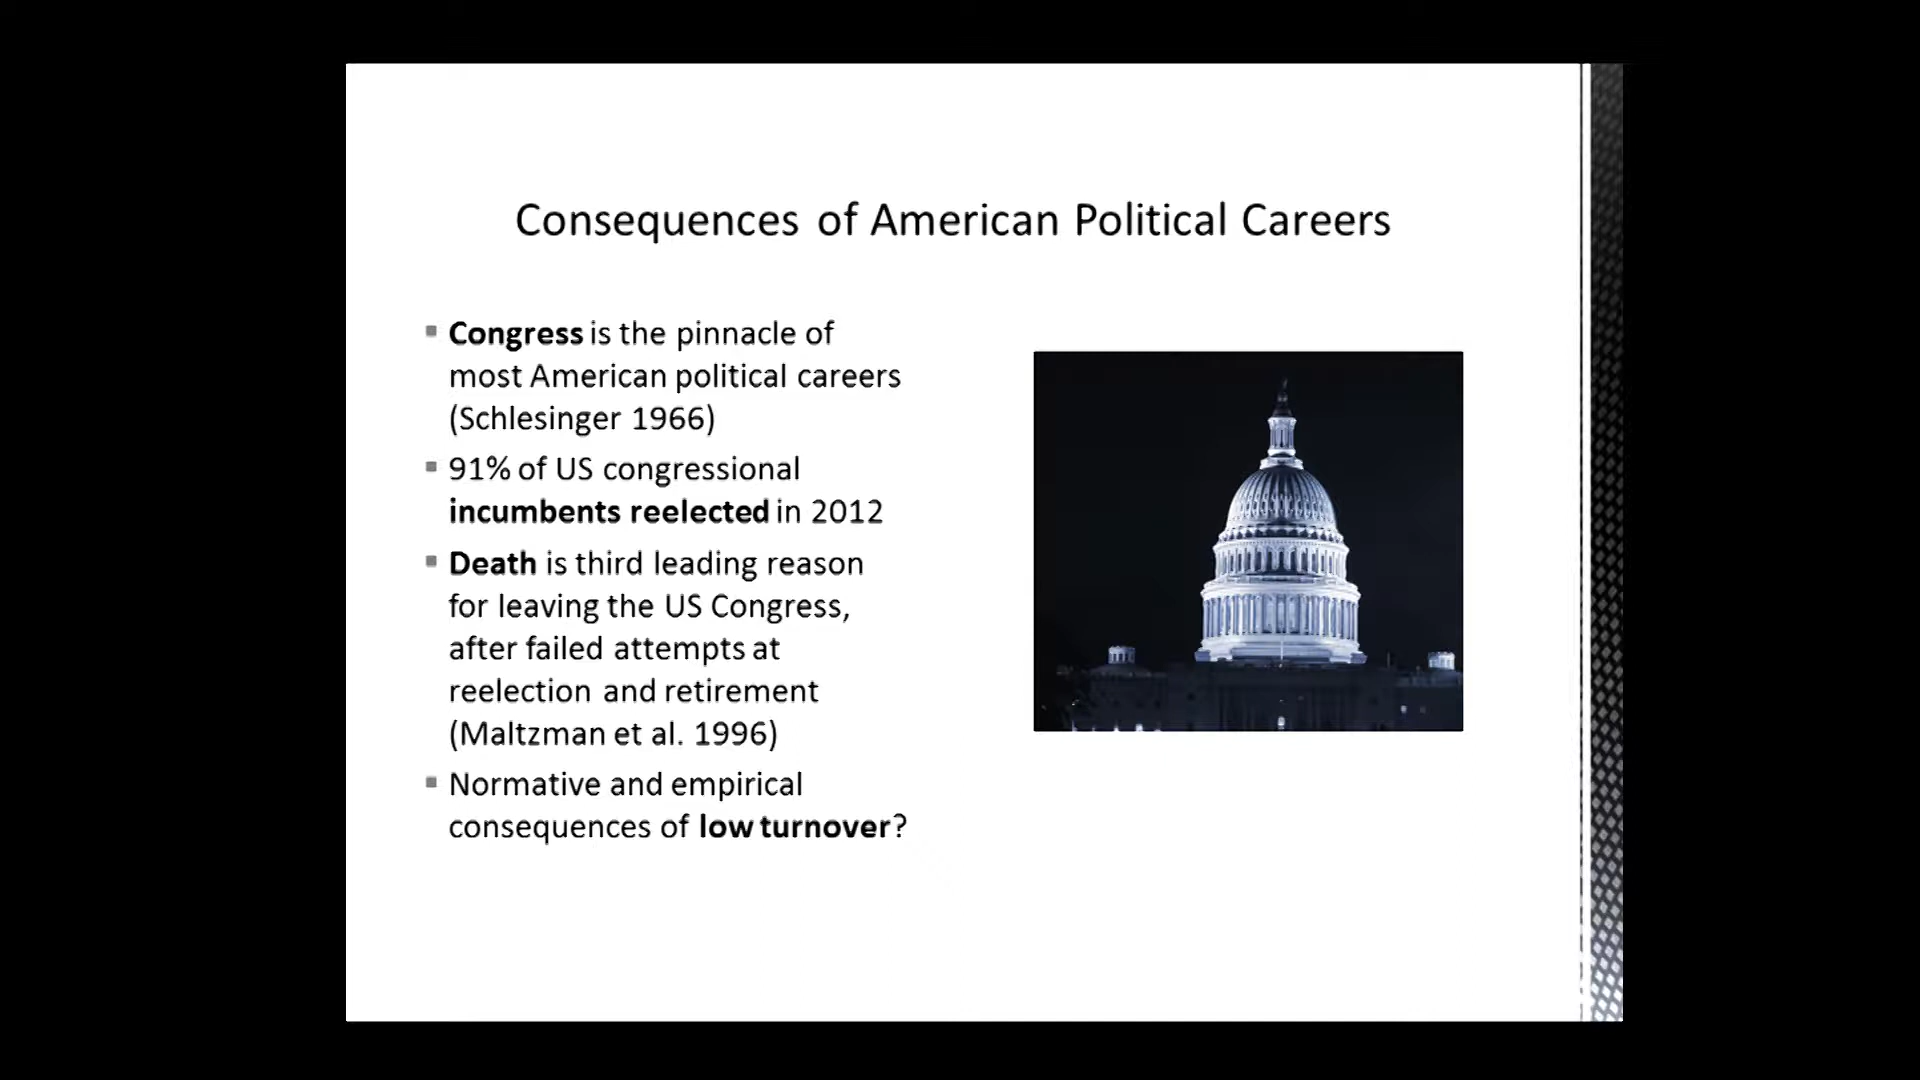 Consequences of American Political Careers
Congress is the pinnacle of
most American political careers
(Schlesinger 1966)
91% of US congressional
incumbents reelected in 2012
Death is third leading reason
for leaving the US Congress,
after failed attempts at
reelection and retirement
(Maltzman et al. 1996)
Normative and empirical
consequences of low turnover?